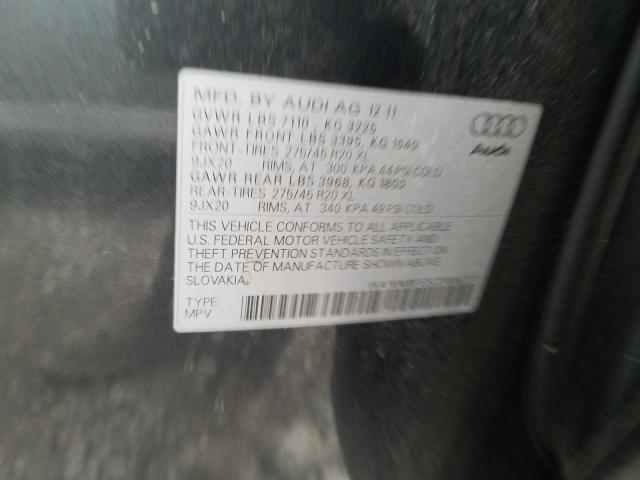 MFD. BY AUDI AG 12 11
GVWR LBS 7110, KG 3225
GAWR FRONT LBS 3395, KG 1540
FRONT-TIRES 275/45 R20 XL
9JX20 RIMS, AT 300 KPA 44 PSI COLD
GAWR REAR LBS 3968, KG 1800
REAR-TIRES 275/45 R20 XL
9JX20 RIMS, AT 340 KPA 49 PSI COLD
Audi
THIS VEHICLE CONFORMS TO ALL APPLICABLE
U.S. FEDERAL MOTOR VEHICLE SAFETY AND
THEFT PREVENTION STANDARDS IN EFFECT ON
THE DATE OF MANUFACTURE SHOWN ABOVE.
SLOVAKIA
TYPE:
MPV